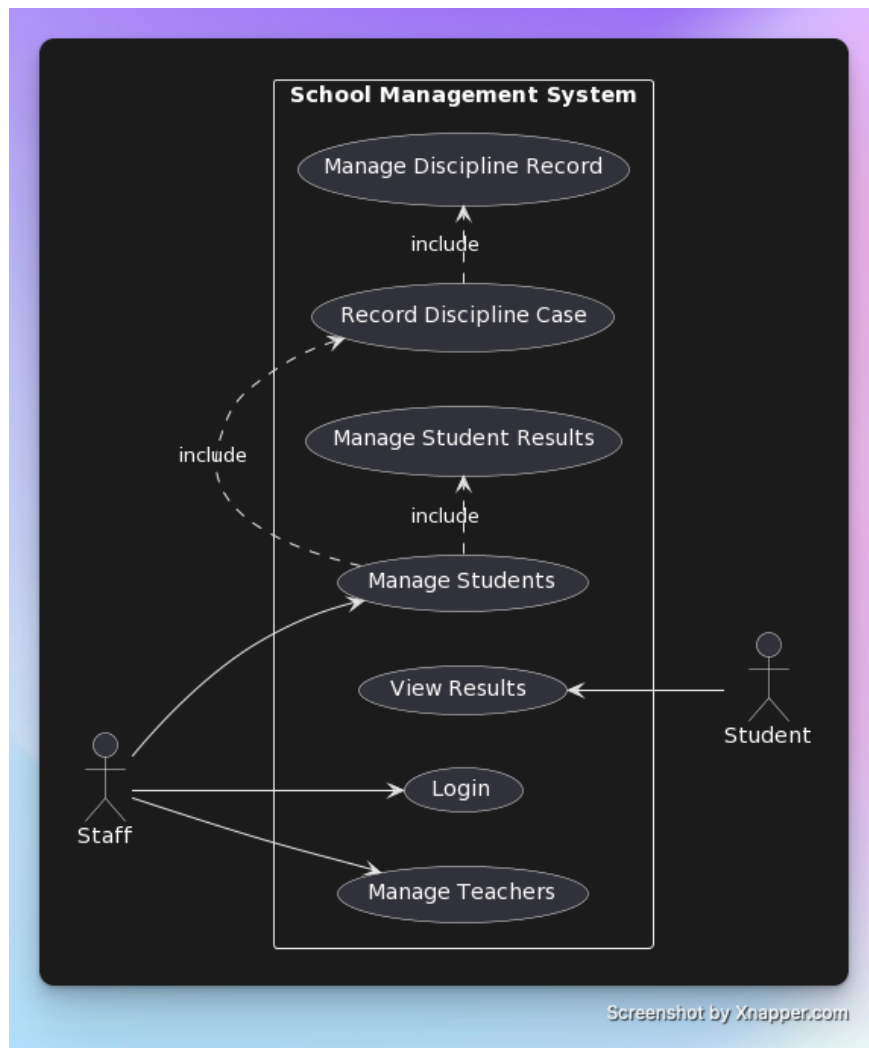 School Management System
Manage Discipline Record
include
Record Discipline Case
Manage Student Results
include
include
Manage Students
View Results
Student
Login
Staff
Manage Teachers
Screenshot by Xnapper.com